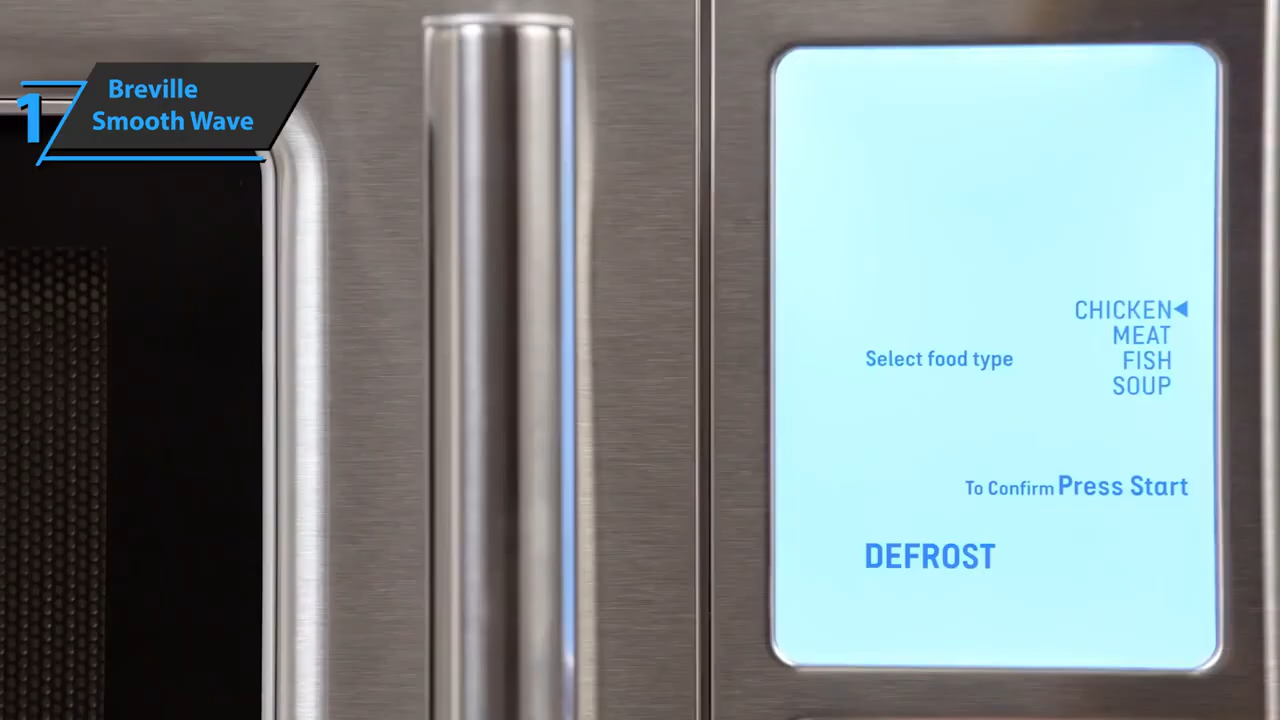 1
Breville
Smooth Wave
CHICKEN◀
MEAT
Select food type
FISH
SOUP
To Confirm Press Start
DEFROST